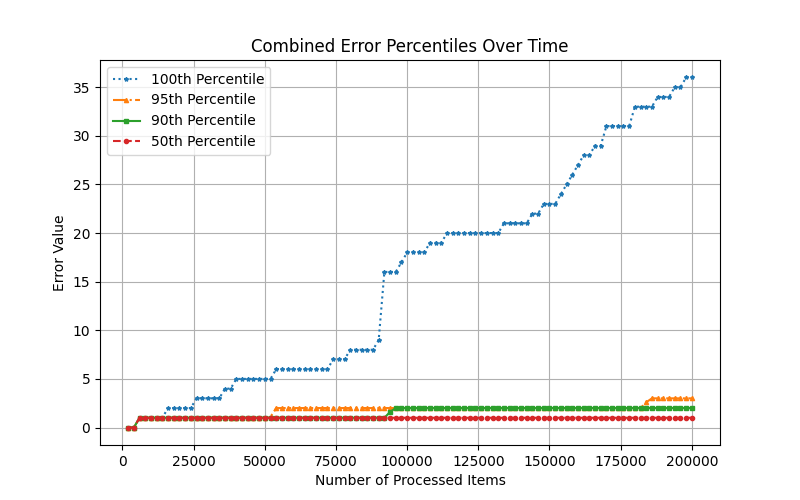 Combined Error Percentiles Over Time
100th Percentile
95th Percentile
90th Percentile
50th Percentile
Error Value
35
30
25
20
15
10
5
0
0 25000 50000 75000 100000 125000 150000 175000 200000
Number of Processed Items